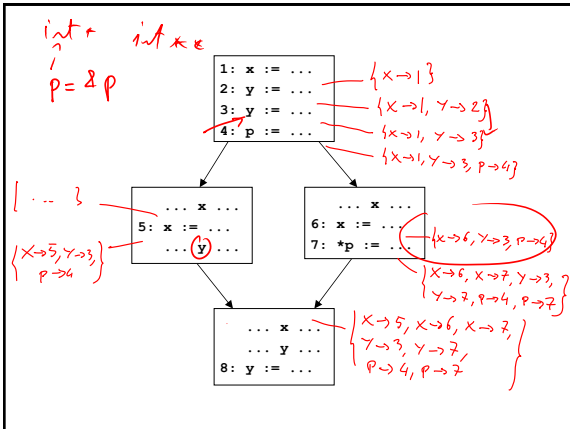 int*   int **
p = &p
1: x := ...
2: y := ...
3: y := ...
4: p := ...
{x→1}
{x→1, y→2}
{x→1, y→3}
{x→1, y→3, p→4}
{ ... }
{x→5, y→3,
p→4}
... x ...
5: x := ...
... y ...
... x ...
6: x := ...
7: *p := ...
{x→6, y→3, p→4}
{x→6, x→7, y→3,
y→7, p→4, p→7}
... x ...
... y ...
8: y := ...
{x→5, x→6, x→7,
y→3, y→7,
p→4, p→7}